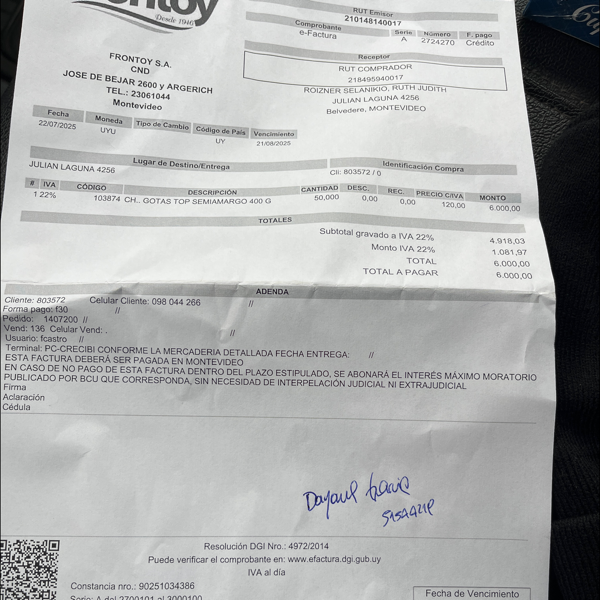 Desde 1946
RUT Emisor
210148140017
Comprobante Serie Número F. pago
e-Factura A 2724270 Crédito
FRONTOY S.A.
CND
JOSE DE BEJAR 2600 y ARGERICH
TEL.: 23061044
Montevideo
Receptor
RUT COMPRADOR
218495940017
ROIZNER SELANIKIO, RUTH JUDITH
JULIAN LAGUNA 4256
Belvedere, MONTEVIDEO
Fecha Moneda Tipo de Cambio Código de País Vencimiento
22/07/2025 UYU UY 21/08/2025
Lugar de Destino/Entrega Identificación Compra
JULIAN LAGUNA 4256 Cli: 803572 / 0
# IVA CÓDIGO DESCRIPCIÓN CANTIDAD DESC. REC. PRECIO C/IVA MONTO
1 22% 103874 CH.. GOTAS TOP SEMIAMARGO 400 G 50,000 0,00 0,00 120,00 6.000,00
TOTALES
Subtotal gravado a IVA 22% 4.918,03
Monto IVA 22% 1.081,97
TOTAL 6.000,00
TOTAL A PAGAR 6.000,00
ADENDA
Cliente: 803572 Celular Cliente: 098 044 266 //
Forma pago: f30 //
Pedido: 1407200 //
Vend: 136 Celular Vend: . //
Usuario: fcastro //
Terminal: PC-CRECIBI CONFORME LA MERCADERIA DETALLADA FECHA ENTREGA: //
ESTA FACTURA DEBERÁ SER PAGADA EN MONTEVIDEO
EN CASO DE NO PAGO DE ESTA FACTURA DENTRO DEL PLAZO ESTIPULADO, SE ABONARÁ EL INTERÉS MÁXIMO MORATORIO
PUBLICADO POR BCU QUE CORRESPONDA, SIN NECESIDAD DE INTERPELACIÓN JUDICIAL NI EXTRAJUDICIAL
Firma
Aclaración
Cédula
Resolución DGI Nro.: 4972/2014
Puede verificar el comprobante en: www.efactura.dgi.gub.uy
IVA al día
Constancia nro.: 90251034386
Serie: A del 2700101 al 3000100
Fecha de Vencimiento